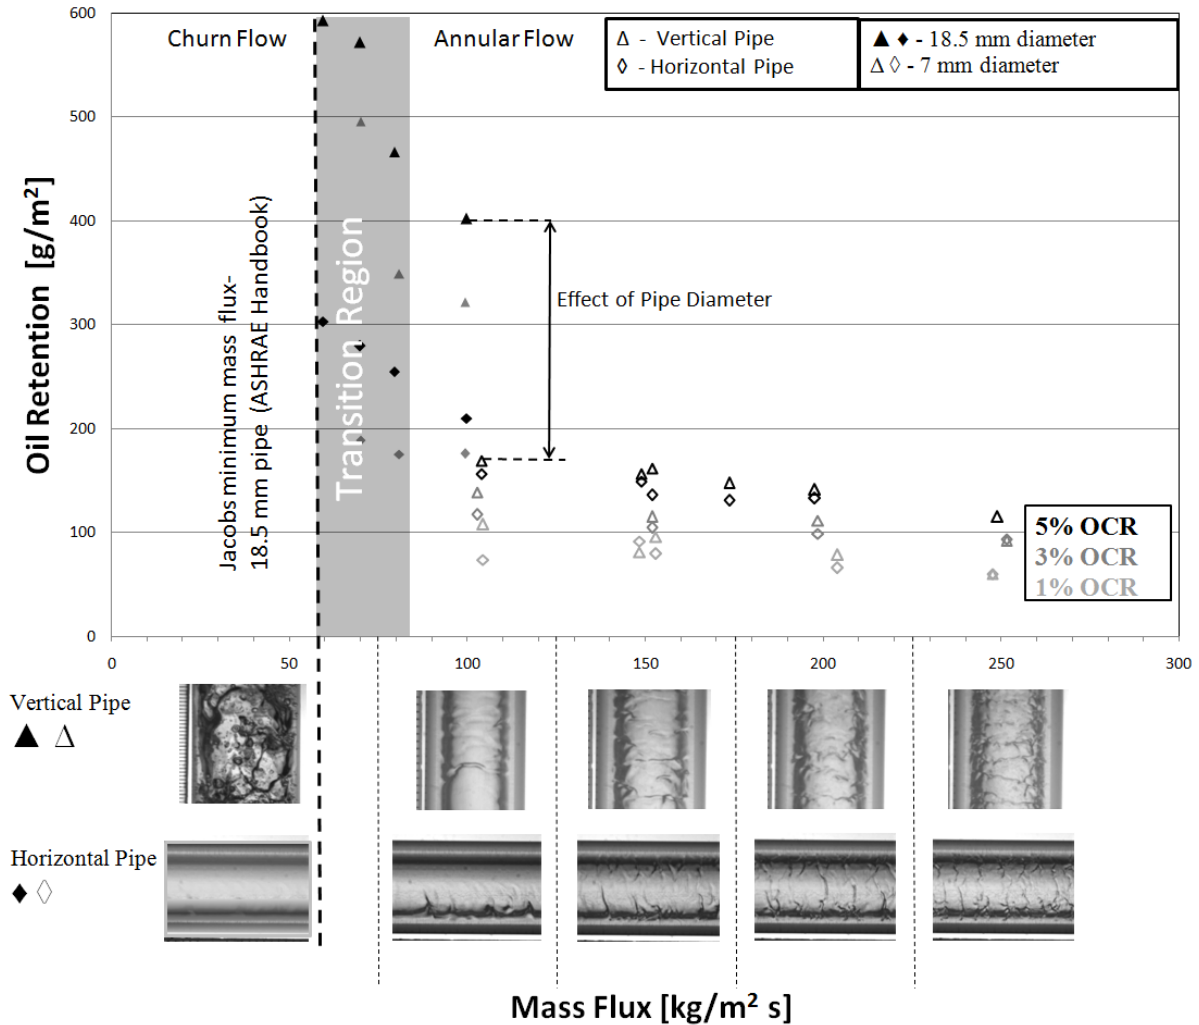 600
500
400
300
200
100
0
Oil Retention [g/m²]
Churn Flow
Annular Flow
Δ - Vertical Pipe
◊ - Horizontal Pipe
▲ ♦ - 18.5 mm diameter
Δ ◊ - 7 mm diameter
Jacobs minimum mass flux-
18.5 mm pipe (ASHRAE Handbook)
Transition Region
Effect of Pipe Diameter
5% OCR
3% OCR
1% OCR
0 50 100 150 200 250 300
Vertical Pipe
▲ Δ
Horizontal Pipe
♦ ◊
Mass Flux [kg/m² s]